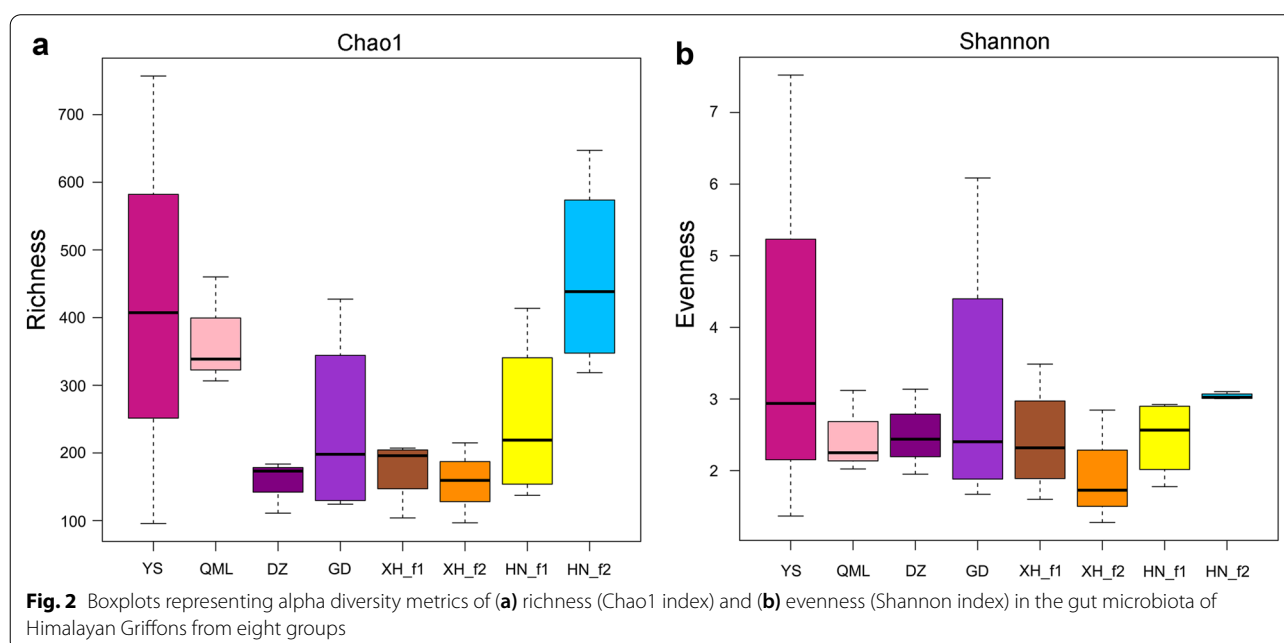 a
Chao1
Richness
700
600
500
400
300
200
100
YS QML DZ GD XH_f1 XH_f2 HN_f1 HN_f2
b
Shannon
Evenness
7
6
5
4
3
2
YS QML DZ GD XH_f1 XH_f2 HN_f1 HN_f2
Fig. 2 Boxplots representing alpha diversity metrics of (a) richness (Chao1 index) and (b) evenness (Shannon index) in the gut microbiota of
Himalayan Griffons from eight groups